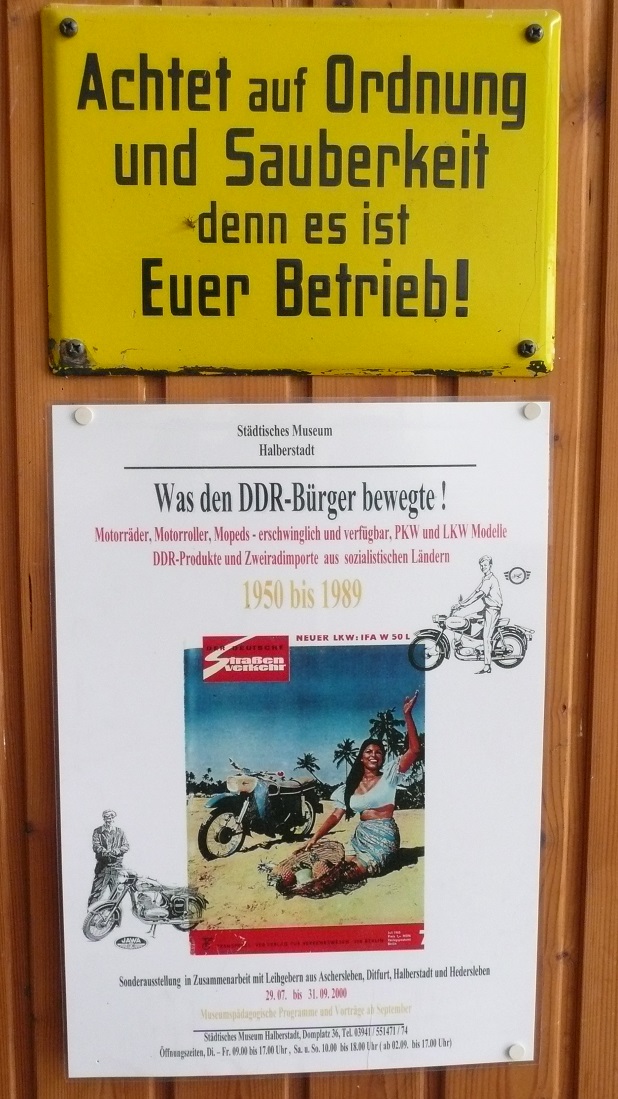 Achtet auf Ordnung
und Sauberkeit
denn es ist
Euer Betrieb!
Städtisches Museum
Halberstadt
Was den DDR-Bürger bewegte !
Motorräder, Motorroller, Mopeds - erschwinglich und verfügbar, PKW und LKW Modelle
DDR-Produkte und Zweiradimporte aus sozialistischen Ländern
1950 bis 1989
NEUER LKW: IFA W 50 L
DER DEUTSCHE
Straßen
verkehr
JAWA
7
Sonderausstellung in Zusammenarbeit mit Leihgebern aus Aschersleben, Ditfurt, Halberstadt und Hedersleben
29.07. bis 31.09.2000
Museumspädagogische Programme und Vorträge ab September
Städtisches Museum Halberstadt, Domplatz 36, Tel. 03941 / 551471 / 74
Öffnungszeiten, Di. – Fr. 09.00 bis 17.00 Uhr , Sa. u. So. 10.00 bis 18.00 Uhr ( ab 02.09. bis 17.00 Uhr)